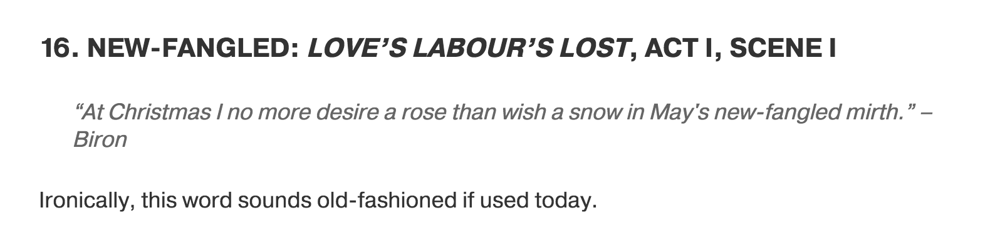 16. NEW-FANGLED: LOVE’S LABOUR’S LOST, ACT I, SCENE I
“At Christmas I no more desire a rose than wish a snow in May's new-fangled mirth.” –
Biron
Ironically, this word sounds old-fashioned if used today.